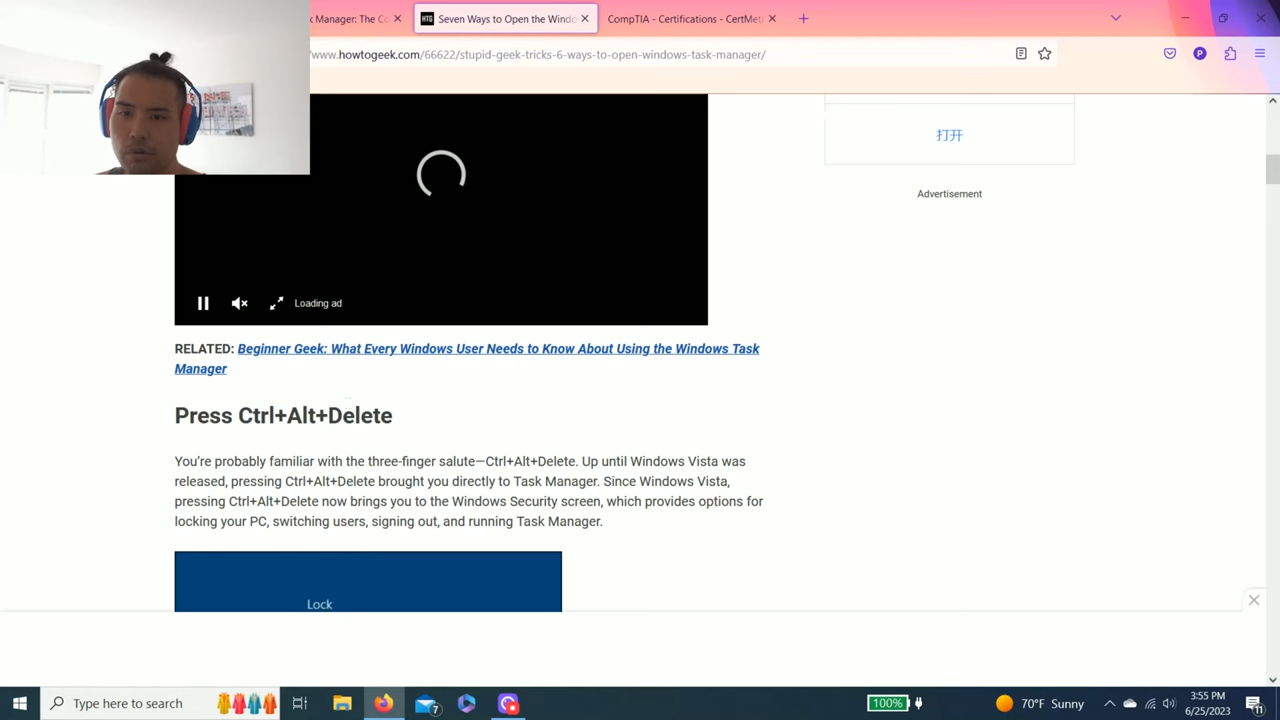 k Manager: The Co
HTG
Seven Ways to Open the Windo
CompTIA - Certifications - CertMetr
/www.howtogeek.com/66622/stupid-geek-tricks-6-ways-to-open-windows-task-manager/
P
打开
Advertisement
Loading ad
RELATED: Beginner Geek: What Every Windows User Needs to Know About Using the Windows Task
Manager
Press Ctrl+Alt+Delete
You’re probably familiar with the three-finger salute—Ctrl+Alt+Delete. Up until Windows Vista was
released, pressing Ctrl+Alt+Delete brought you directly to Task Manager. Since Windows Vista,
pressing Ctrl+Alt+Delete now brings you to the Windows Security screen, which provides options for
locking your PC, switching users, signing out, and running Task Manager.
Lock
Type here to search
7
100%
70°F Sunny
3:55 PM
6/25/2023
11